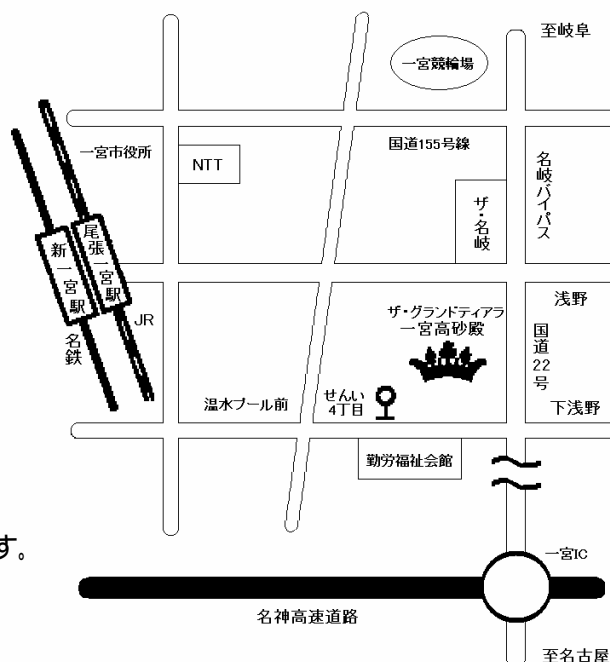 至岐阜
一宮競輪場
一宮市役所
国道155号線
NTT
名岐バイパス
ザ・名岐
尾張一宮駅
新一宮駅
JR
名鉄
浅野
ザ・グランドティアラ
一宮高砂殿
国道22号
温水プール前
せんい
4丁目
下浅野
勤労福祉会館
す。
一宮IC
名神高速道路
至名古屋